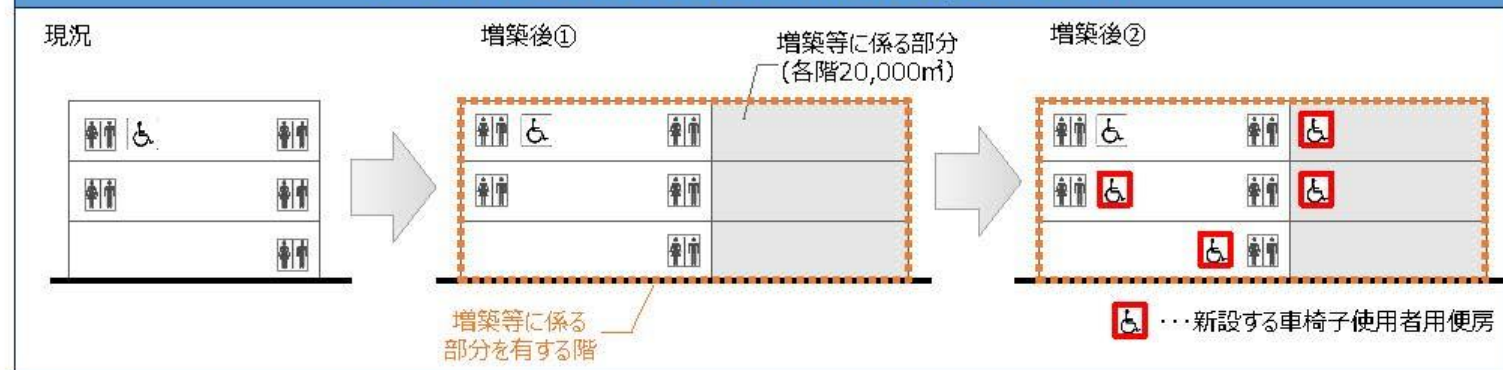 現況
増築後①
増築等に係る部分
(各階20,000㎡)
増築後②
増築等に係る
部分を有する階
・・・新設する車椅子使用者用便房